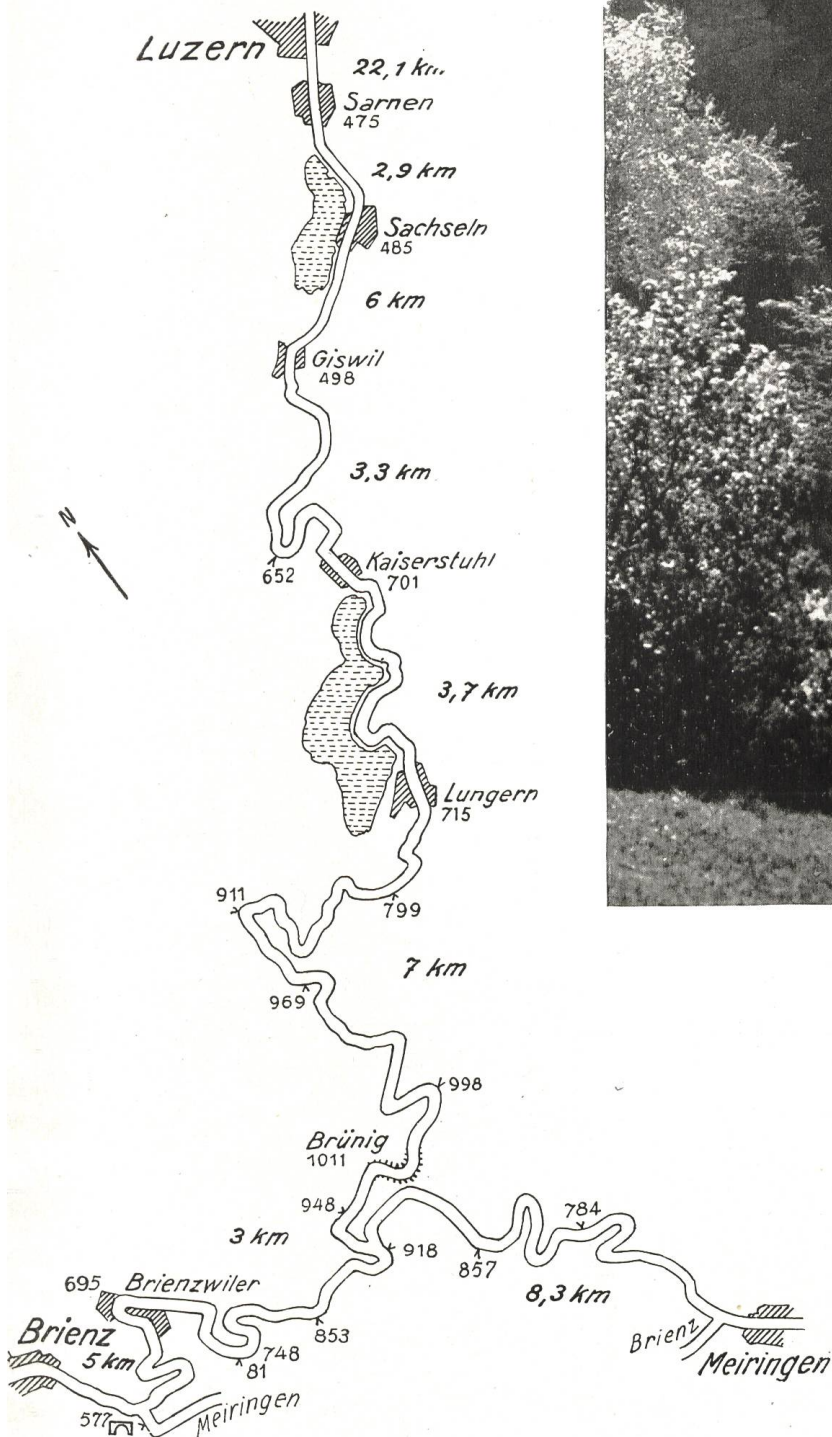 Luzern
22,1 km
Sarnen
475
2,9 km
Sachseln
485
6 km
Giswil
498
3,3 km
N
652
Kaiserstuhl
701
3,7 km
Lungern
715
911
799
7 km
969
998
Brünig
1011
948
918
3 km
784
857
8,3 km
695
Brienzwiler
853
748
81
Brienz
5 km
577
Meiringen
Brienz
Meiringen